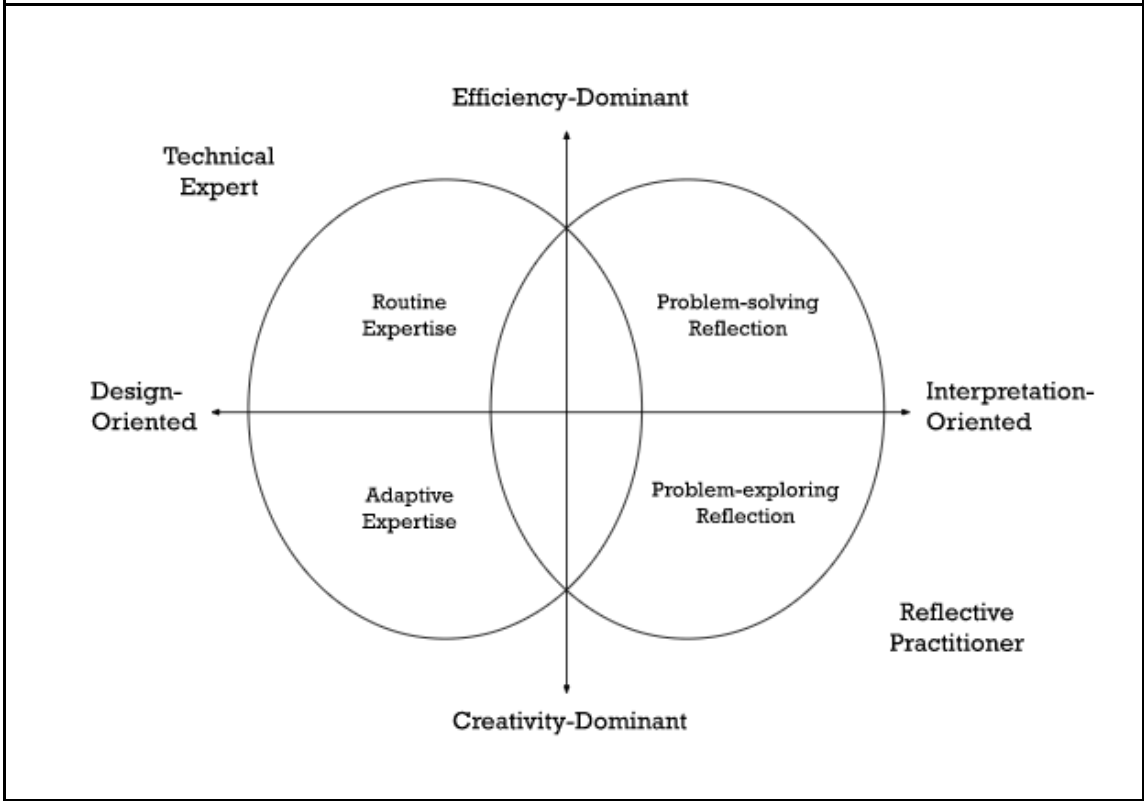 Efficiency-Dominant
Technical
Expert
Routine
Expertise
Problem-solving
Reflection
Design-
Oriented
Interpretation-
Oriented
Adaptive
Expertise
Problem-exploring
Reflection
Reflective
Practitioner
Creativity-Dominant